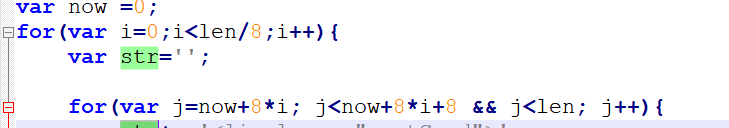 var now =0;
for(var i=0;i<len/8;i++){
var str='';
for(var j=now+8*i; j<now+8*i+8 && j<len; j++){